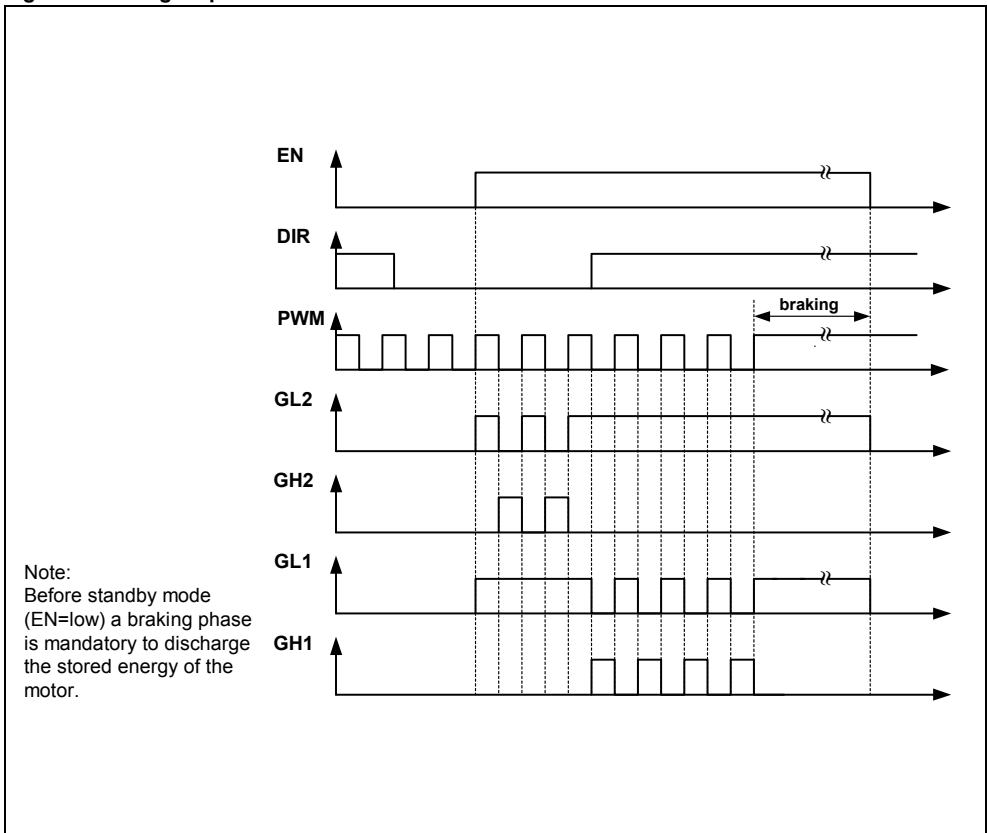 EN
DIR
braking
PWM
GL2
GH2
GL1
GH1
Note:
Before standby mode
(EN=low) a braking phase
is mandatory to discharge
the stored energy of the
motor.